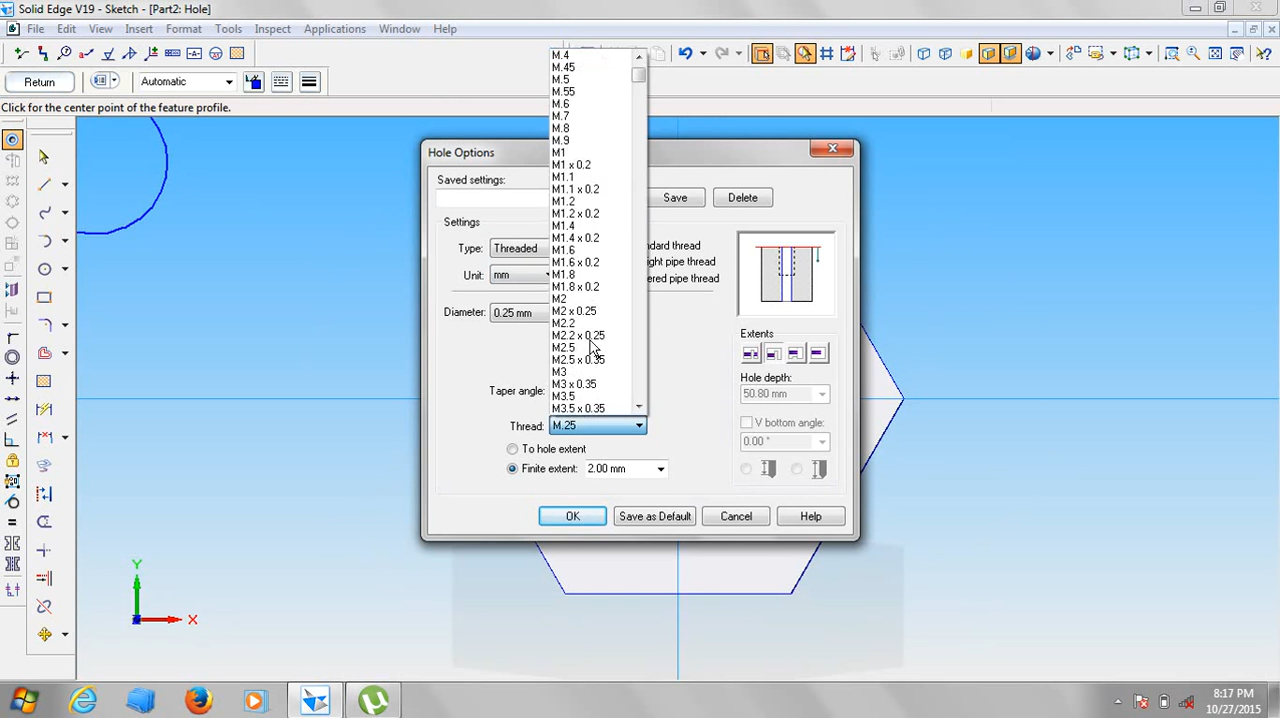 Solid Edge V19 - Sketch - [Part2: Hole]
File Edit View Insert Format Tools Inspect Applications Window Help
Return
Automatic
Click for the center point of the feature profile.
Hole Options
Saved settings:
Save
Delete
Settings
Type: Threaded
Unit: mm
Diameter: 0.25 mm
Taper angle:
Thread: M.25
To hole extent
Finite extent: 2.00 mm
ndard thread
ight pipe thread
ered pipe thread
M.4
M.45
M.5
M.55
M.6
M.7
M.8
M.9
M1
M1 x 0.2
M1.1
M1.1 x 0.2
M1.2
M1.2 x 0.2
M1.4
M1.4 x 0.2
M1.6
M1.6 x 0.2
M1.8
M1.8 x 0.2
M2
M2 x 0.25
M2.2
M2.2 x 0.25
M2.5
M2.5 x 0.35
M3
M3 x 0.35
M3.5
M3.5 x 0.35
Extents
Hole depth:
50.80 mm
V bottom angle:
0.00 °
OK
Save as Default
Cancel
Help
Y
X
8:17 PM
10/27/2015